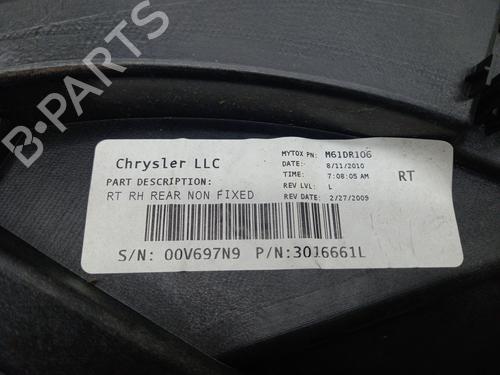 Chrysler LLC
PART DESCRIPTION:
RT RH REAR NON FIXED
MYTOX PN: M61DR106
DATE: 8/11/2010
TIME: 7:08:05 AM
REV LVL: L
REV DATE: 2/27/2009
RT
S/N: 00V697N9 P/N:3016661L
B-PARTS